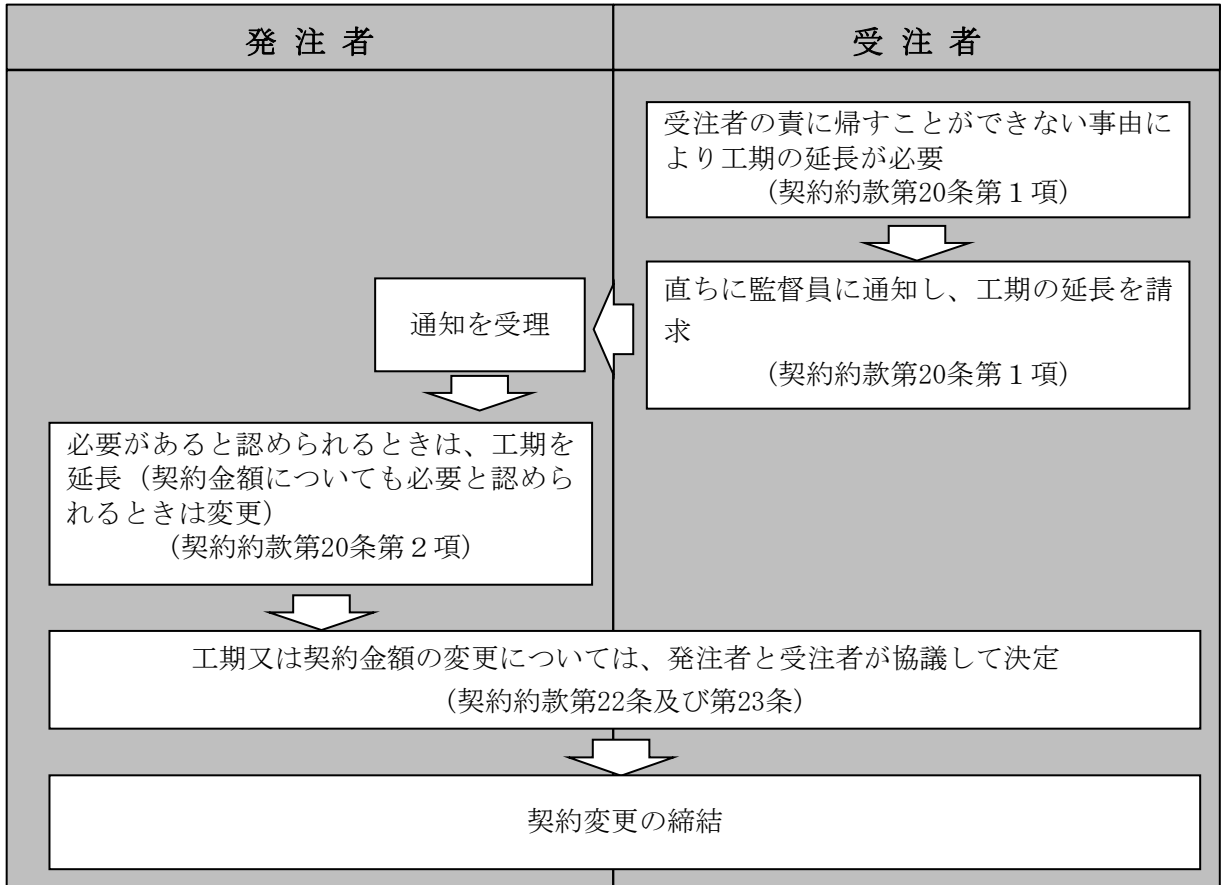 発 注 者
受 注 者
受注者の責に帰すことができない事由に
より工期の延長が必要
（契約約款第20条第１項）
直ちに監督員に通知し、工期の延長を請
求
（契約約款第20条第１項）
通知を受理
必要があると認められるときは、工期を
延長（契約金額についても必要と認めら
れるときは変更）
（契約約款第20条第２項）
工期又は契約金額の変更については、発注者と受注者が協議して決定
（契約約款第22条及び第23条）
契約変更の締結